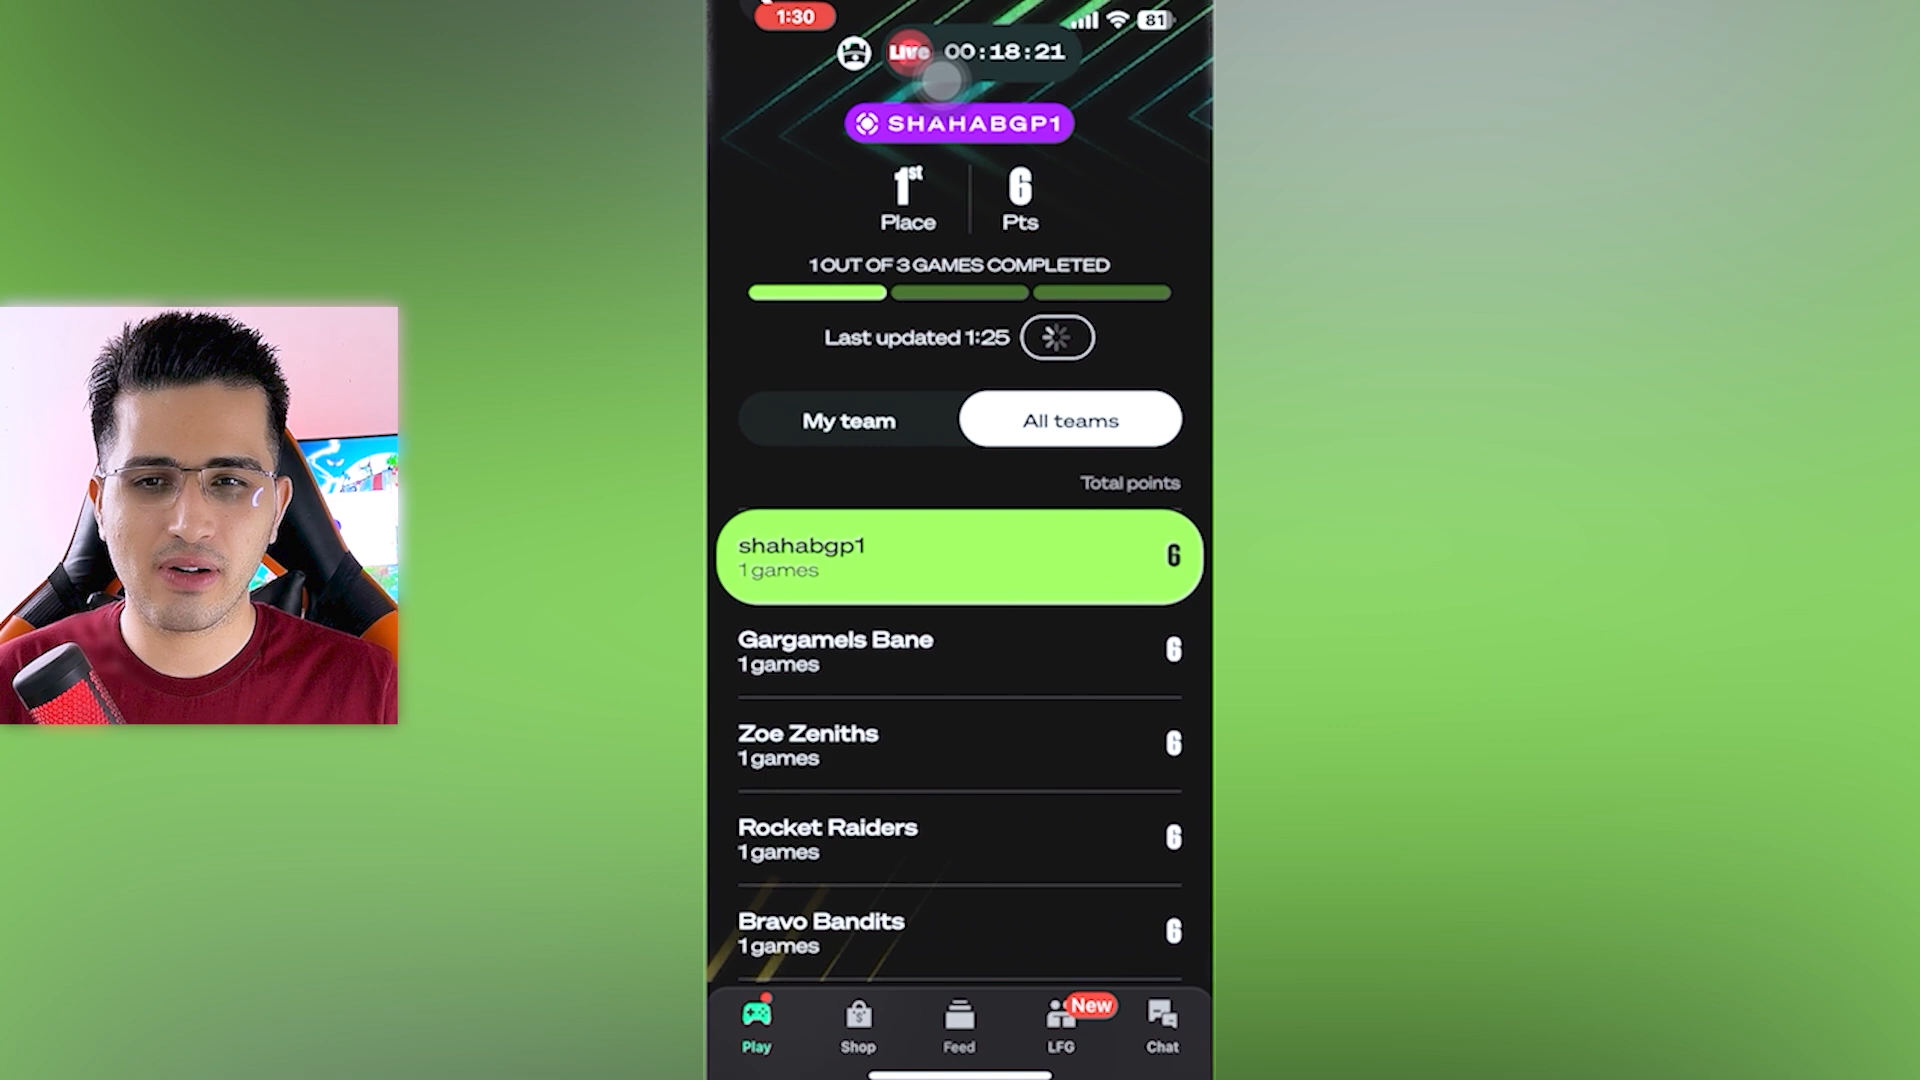 1:30
81
Live 00:18:21
SHAHABGP1
1st 6
Place Pts
1 OUT OF 3 GAMES COMPLETED
Last updated 1:25
My team All teams
Total points
shahabgp1 6
1 games
Gargamels Bane 6
1 games
Zoe Zeniths 6
1 games
Rocket Raiders 6
1 games
Bravo Bandits 6
1 games
New
Play Shop Feed LFG Chat